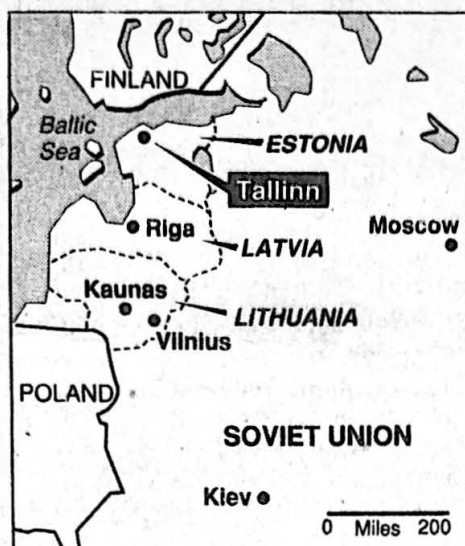 FINLAND
Baltic
Sea
ESTONIA
Tallinn
Riga
LATVIA
Moscow
Kaunas
LITHUANIA
Vilnius
POLAND
SOVIET UNION
Kiev
0 Miles 200